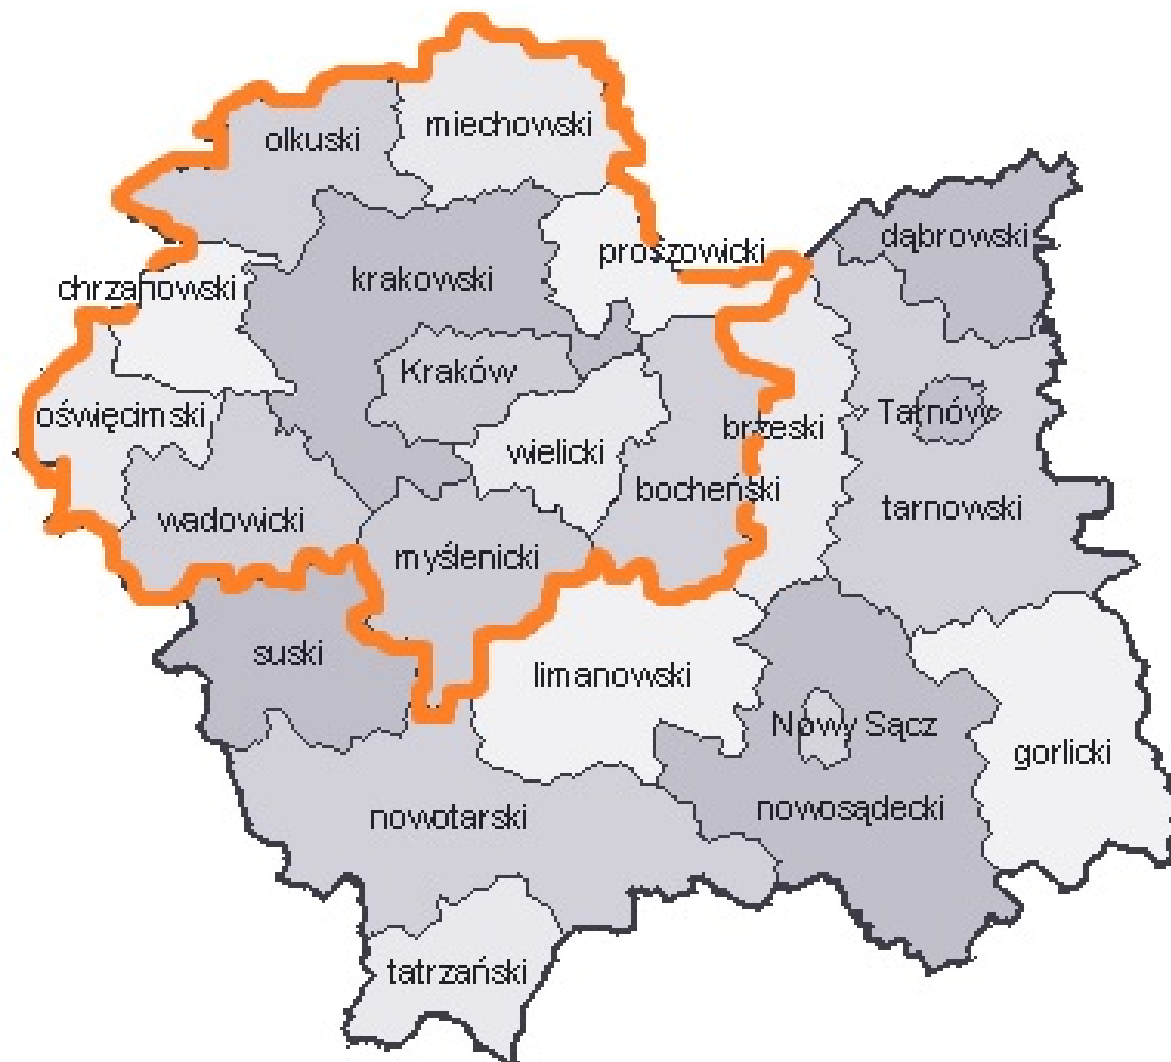 miechowski
olkuski
dąbrowski
proszowicki
krakowski
chrzanowski
Kraków
oświęcimski
Tarnów
brzeski
wielicki
bocheński
tarnowski
wadowicki
myślenicki
suski
limanowski
Nowy Sącz
gorlicki
nowosądecki
nowotarski
tatrzański